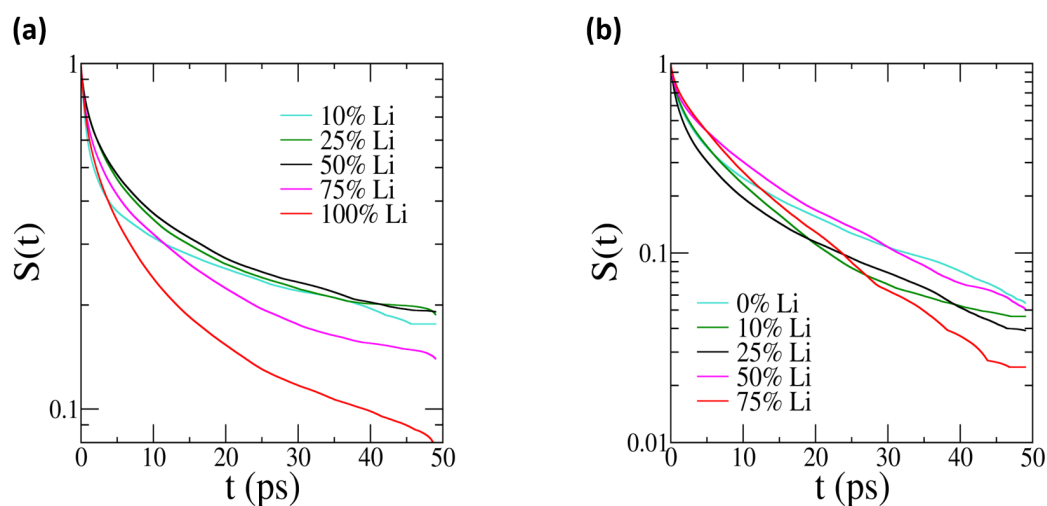 (a)
1
10% Li
25% Li
50% Li
75% Li
100% Li
S(t)
0.1
0 10 20 30 40 50
t (ps)
(b)
1
S(t)
0.1
0% Li
10% Li
25% Li
50% Li
75% Li
0.01
0 10 20 30 40 50
t (ps)